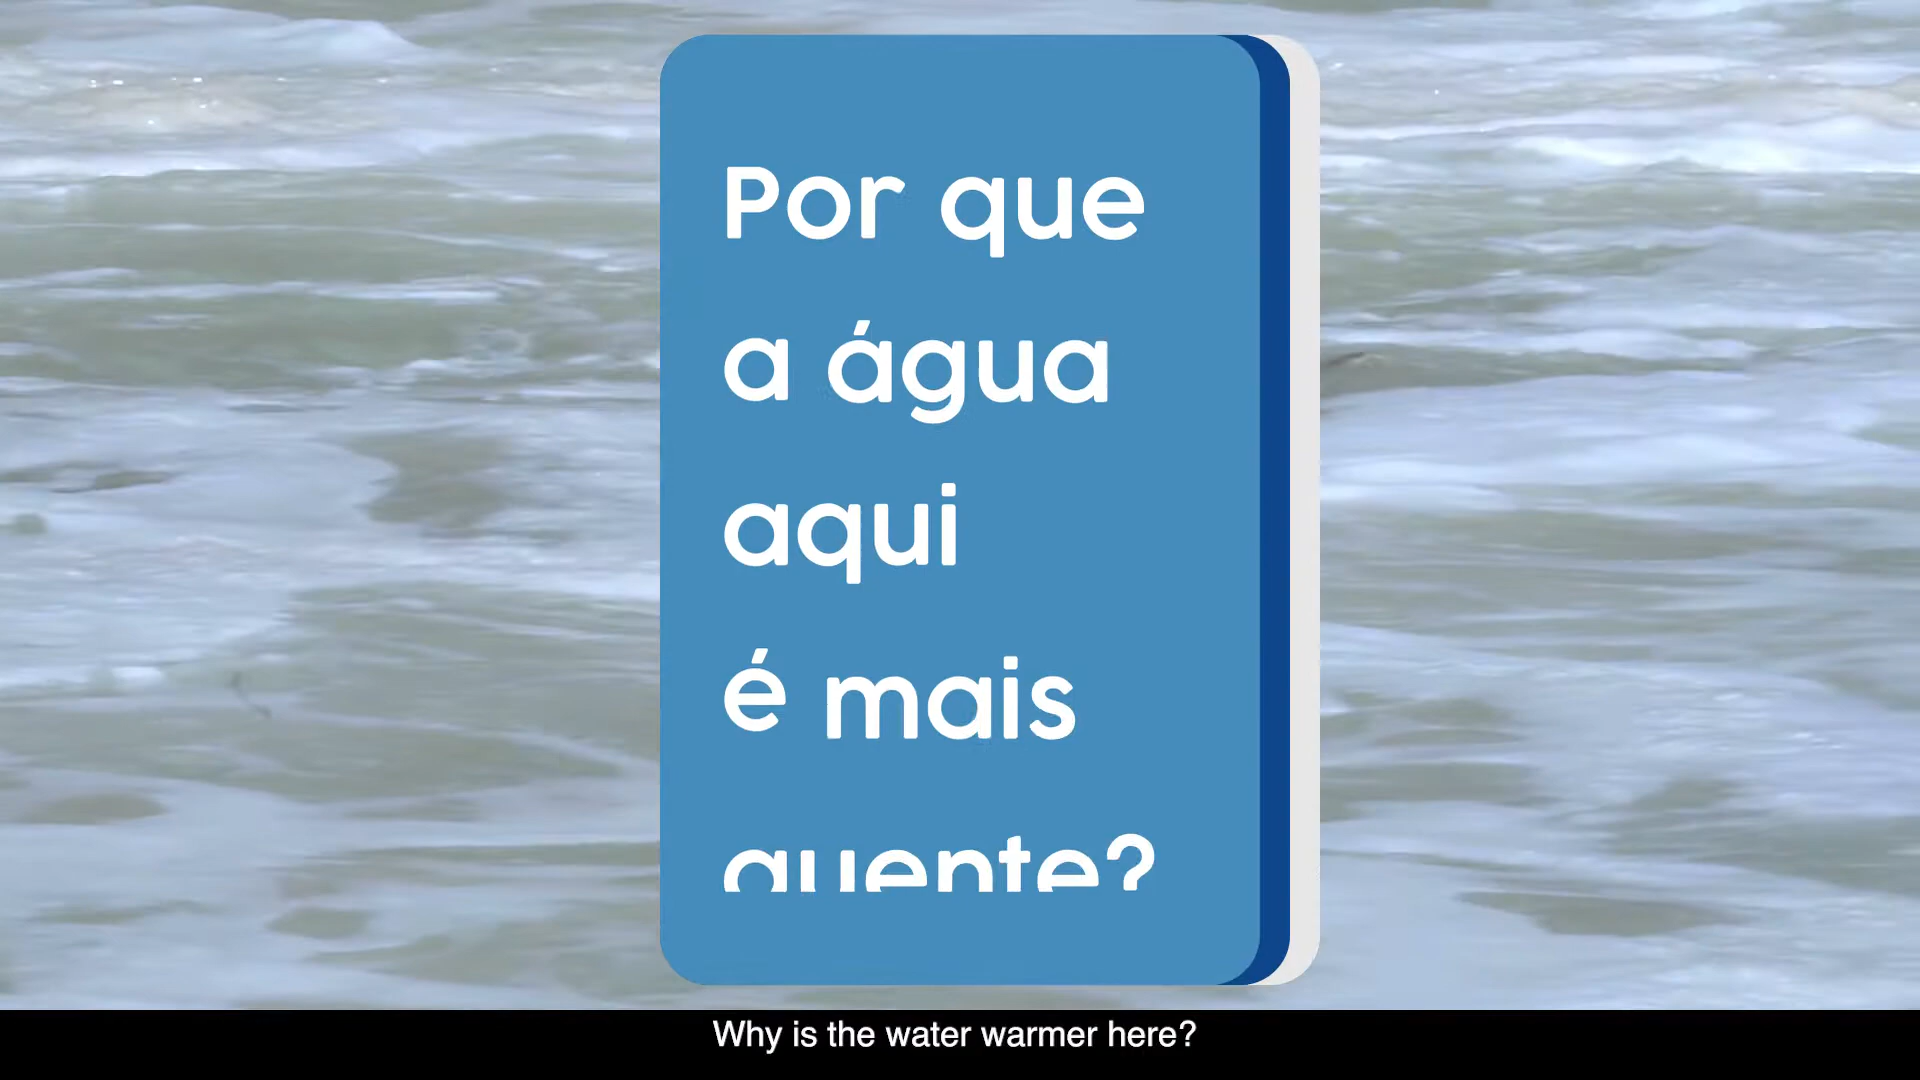 Por que
a água
aqui
é mais
quente?
Why is the water warmer here?